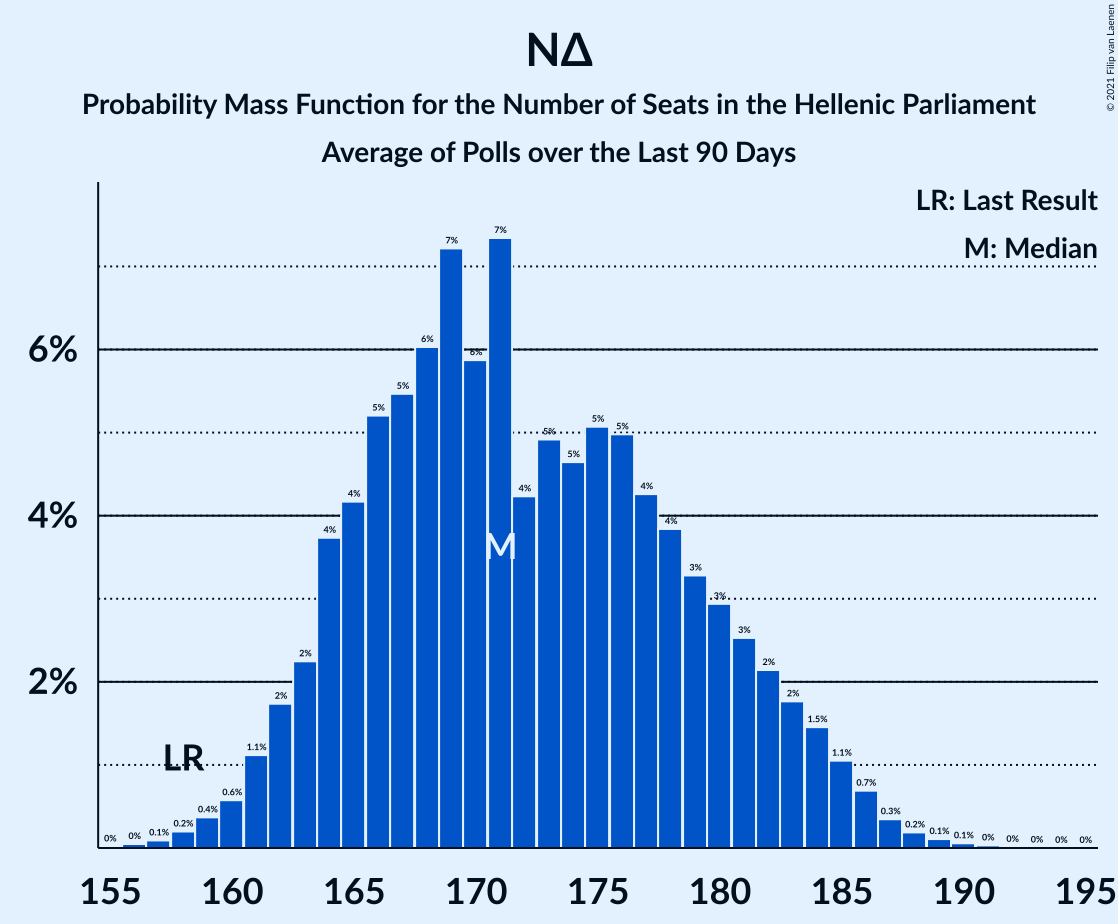 © 2021 Filip van Laenen
ΝΔ
Probability Mass Function for the Number of Seats in the Hellenic Parliament
Average of Polls over the Last 90 Days
LR: Last Result
M: Median
6%
4%
2%
0% 0% 0.1% 0.2% 0.4% 0.6% 1.1% 2% 2% 4% 4% 5% 5% 6% 7% 6% 7% 4% 5% 5% 5% 5% 4% 4% 3% 3% 3% 2% 2% 1.5% 1.1% 0.7% 0.3% 0.2% 0.1% 0.1% 0% 0% 0% 0% 0%
M
LR
155 160 165 170 175 180 185 190 195